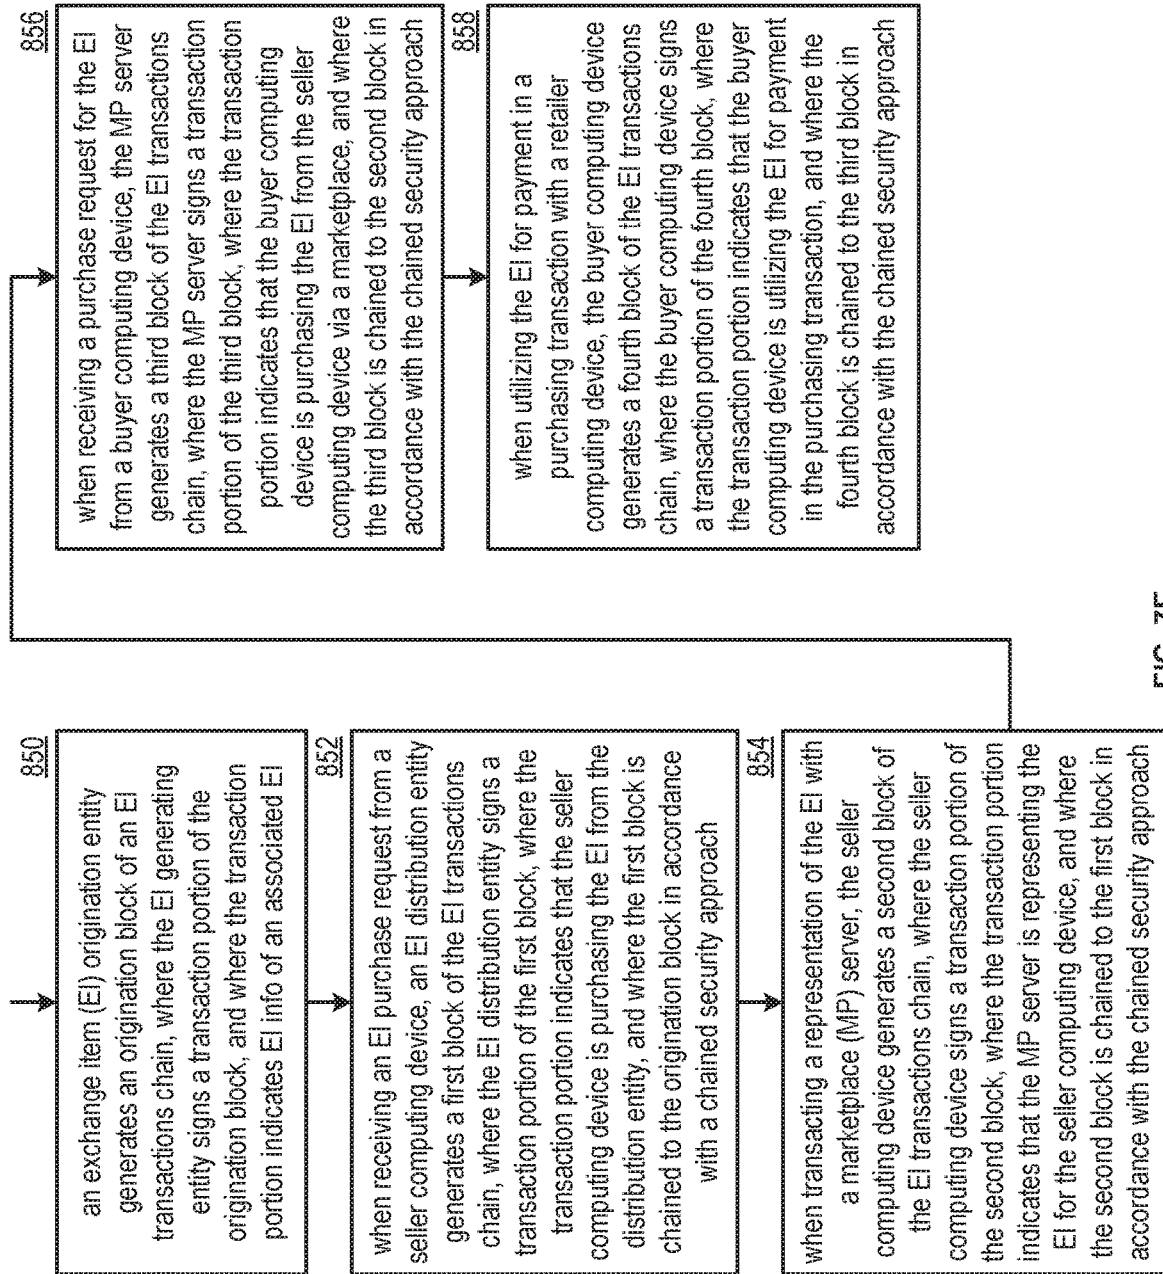 850
an exchange item (EI) origination entity
generates an origination block of an EI
transactions chain, where the EI generating
entity signs a transaction portion of the
origination block, and where the transaction
portion indicates EI info of an associated EI
852
when receiving an EI purchase request from a
seller computing device, an EI distribution entity
generates a first block of the EI transactions
chain, where the EI distribution entity signs a
transaction portion of the first block, where the
transaction portion indicates that the seller
computing device is purchasing the EI from the
distribution entity, and where the first block is
chained to the origination block in accordance
with a chained security approach
854
when transacting a representation of the EI with
a marketplace (MP) server, the seller
computing device generates a second block of
the EI transactions chain, where the seller
computing device signs a transaction portion of
the second block, where the transaction portion
indicates that the MP server is representing the
EI for the seller computing device, and where
the second block is chained to the first block in
accordance with the chained security approach
856
when receiving a purchase request for the EI
from a buyer computing device, the MP server
generates a third block of the EI transactions
chain, where the MP server signs a transaction
portion of the third block, where the transaction
portion indicates that the buyer computing
device is purchasing the EI from the seller
computing device via a marketplace, and where
the third block is chained to the second block in
accordance with the chained security approach
858
when utilizing the EI for payment in a
purchasing transaction with a retailer
computing device, the buyer computing device
generates a fourth block of the EI transactions
chain, where the buyer computing device signs
a transaction portion of the fourth block, where
the transaction portion indicates that the buyer
computing device is utilizing the EI for payment
in the purchasing transaction, and where the
fourth block is chained to the third block in
accordance with the chained security approach